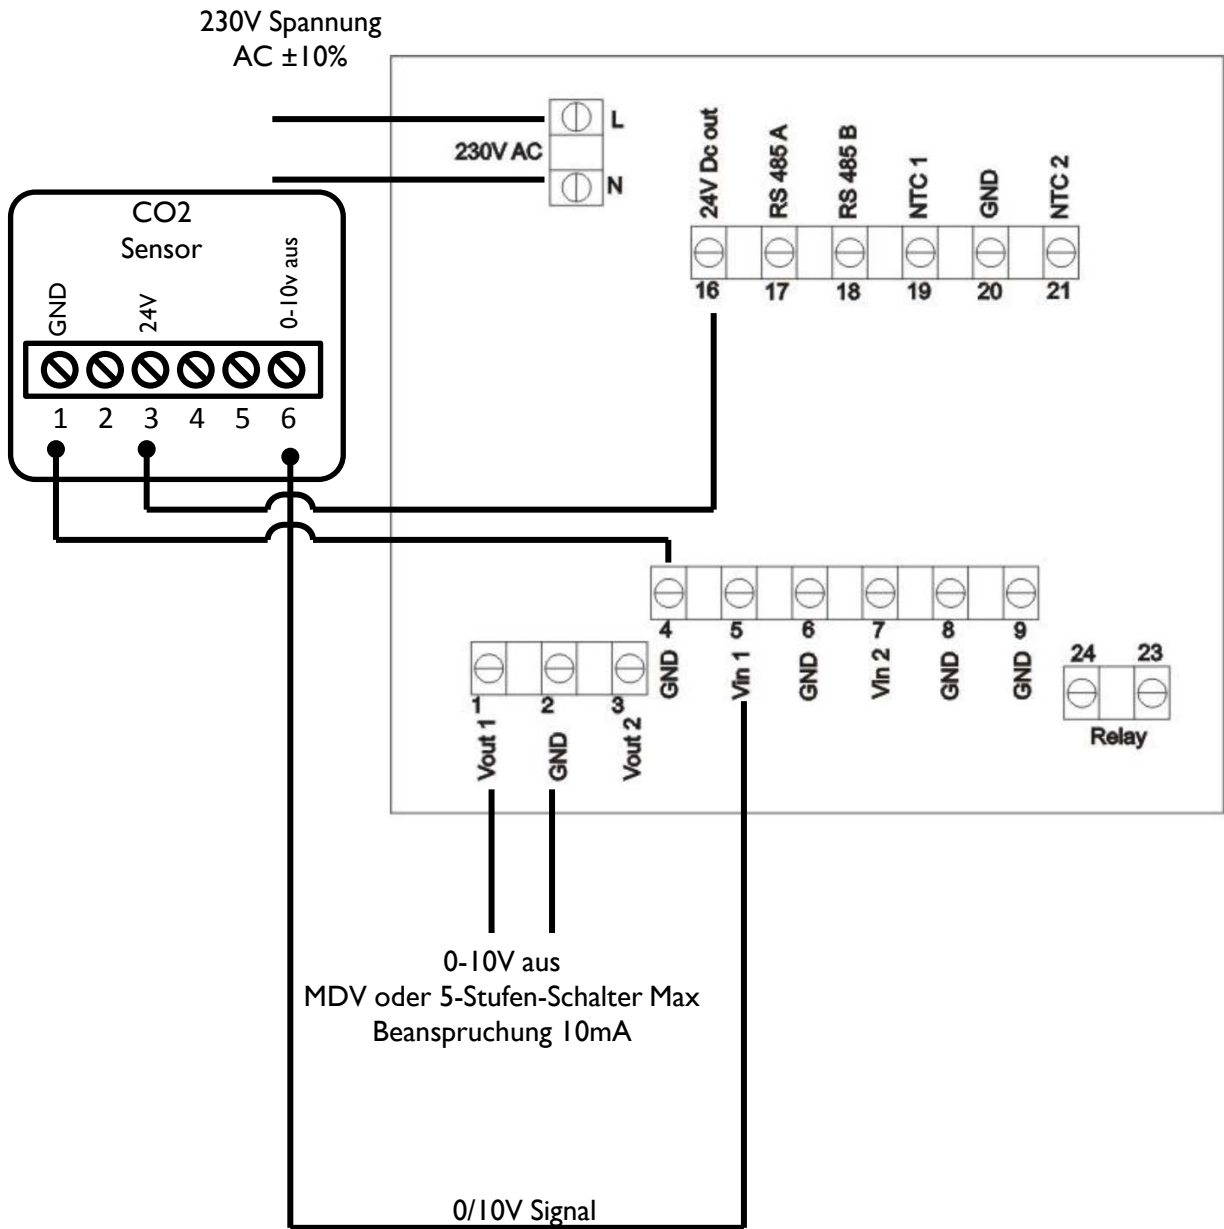 230V Spannung
AC ±10%
L
230V AC
N
24V Dc out
RS 485 A
RS 485 B
NTC 1
GND
NTC 2
16 17 18 19 20 21
CO2
Sensor
GND
24V
0-10v aus
1 2 3 4 5 6
4 5 6 7 8 9
GND
Vin 1
GND
Vin 2
GND
GND
1 2 3
Vout 1
GND
Vout 2
24 23
Relay
0-10V aus
MDV oder 5-Stufen-Schalter Max
Beanspruchung 10mA
0/10V Signal